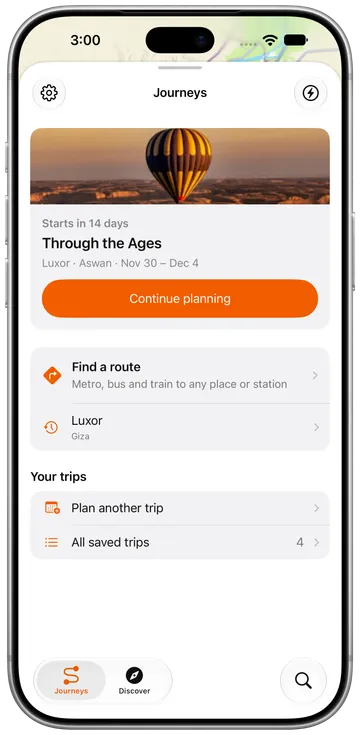 3:00
Journeys
Starts in 14 days
Through the Ages
Luxor · Aswan · Nov 30 – Dec 4
Continue planning
Find a route
Metro, bus and train to any place or station
Luxor
Giza
Your trips
Plan another trip
All saved trips 4
Journeys Discover